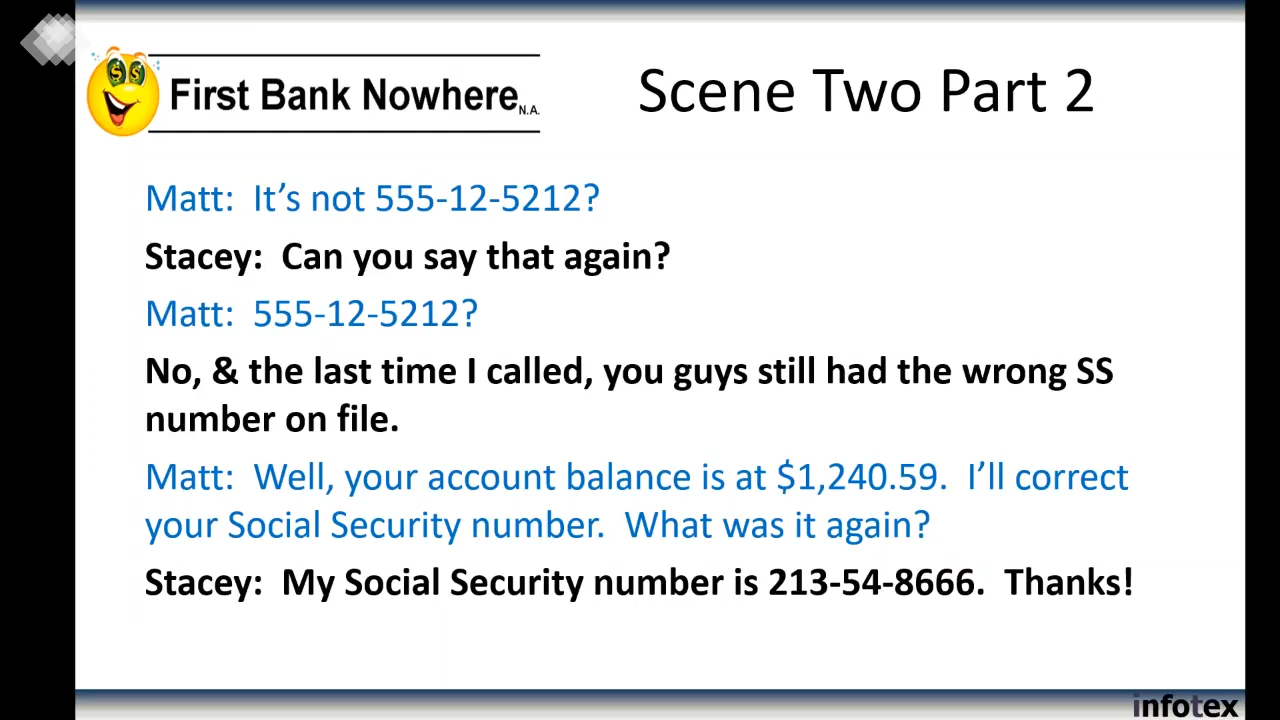 First Bank Nowhere N.A.
Scene Two Part 2
Matt:  It’s not 555-12-5212?
Stacey:  Can you say that again?
Matt:  555-12-5212?
No, & the last time I called, you guys still had the wrong SS
number on file.
Matt:  Well, your account balance is at $1,240.59.  I’ll correct
your Social Security number.  What was it again?
Stacey:  My Social Security number is 213-54-8666.  Thanks!
infotex